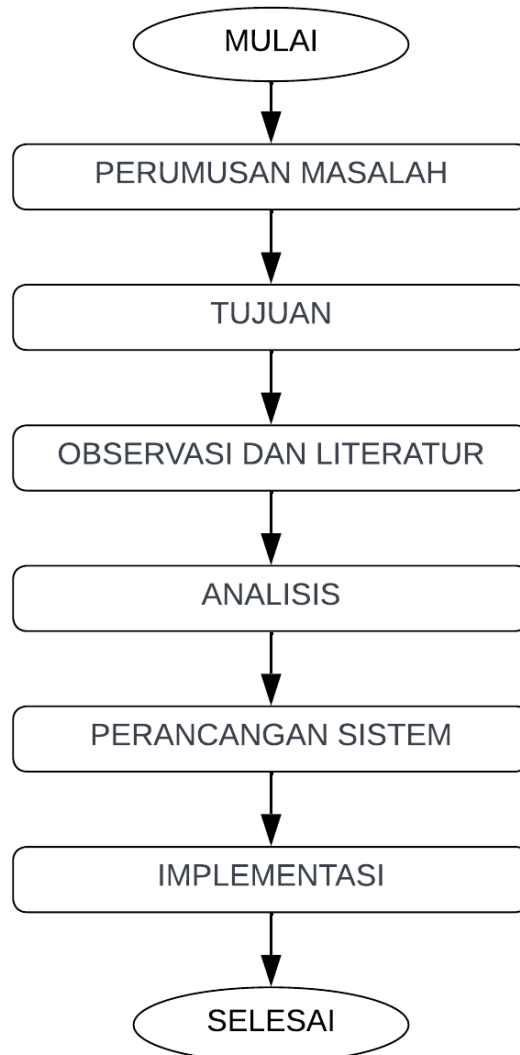 MULAI
PERUMUSAN MASALAH
TUJUAN
OBSERVASI DAN LITERATUR
ANALISIS
PERANCANGAN SISTEM
IMPLEMENTASI
SELESAI